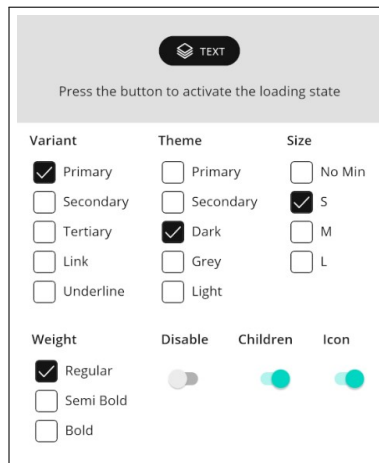 TEXT
Press the button to activate the loading state
Variant Theme Size
Primary Primary No Min
Secondary Secondary S
Tertiary Dark M
Link Grey L
Underline Light
Weight Disable Children Icon
Regular
Semi Bold
Bold